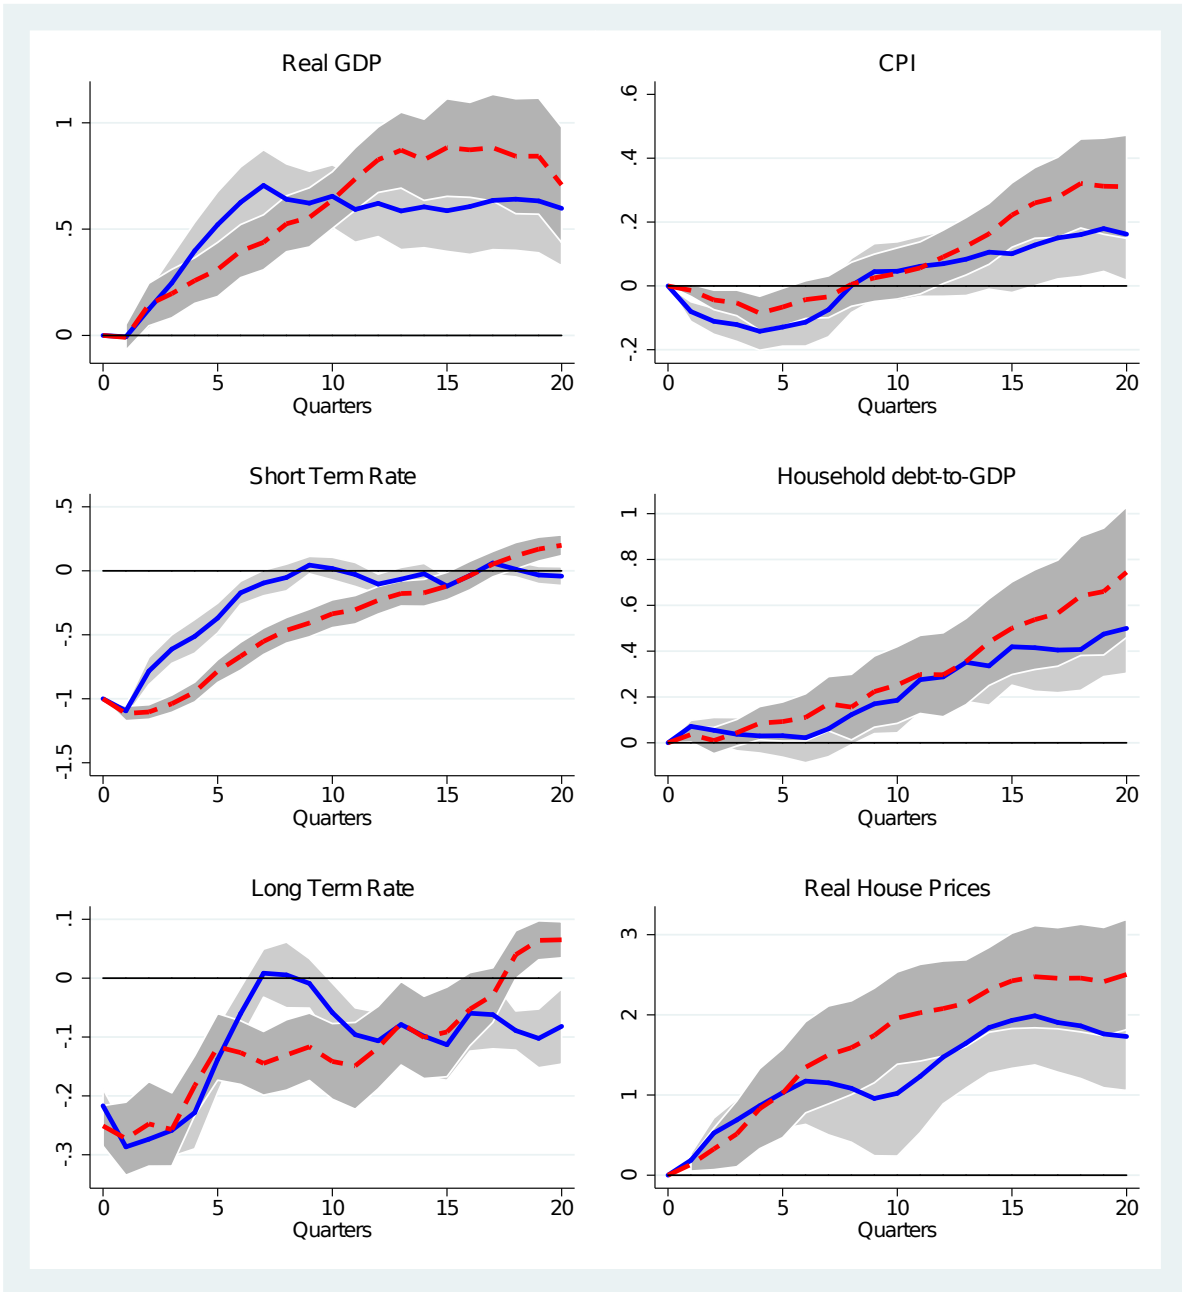 Real GDP
1
.5
0
0 5 10 15 20
Quarters
CPI
.6
.4
.2
0
-.2
0 5 10 15 20
Quarters
Short Term Rate
.5
0
-.5
-1
-1.5
0 5 10 15 20
Quarters
Household debt-to-GDP
1
.8
.6
.4
.2
0
0 5 10 15 20
Quarters
Long Term Rate
.1
0
-.1
-.2
-.3
0 5 10 15 20
Quarters
Real House Prices
3
2
1
0
0 5 10 15 20
Quarters